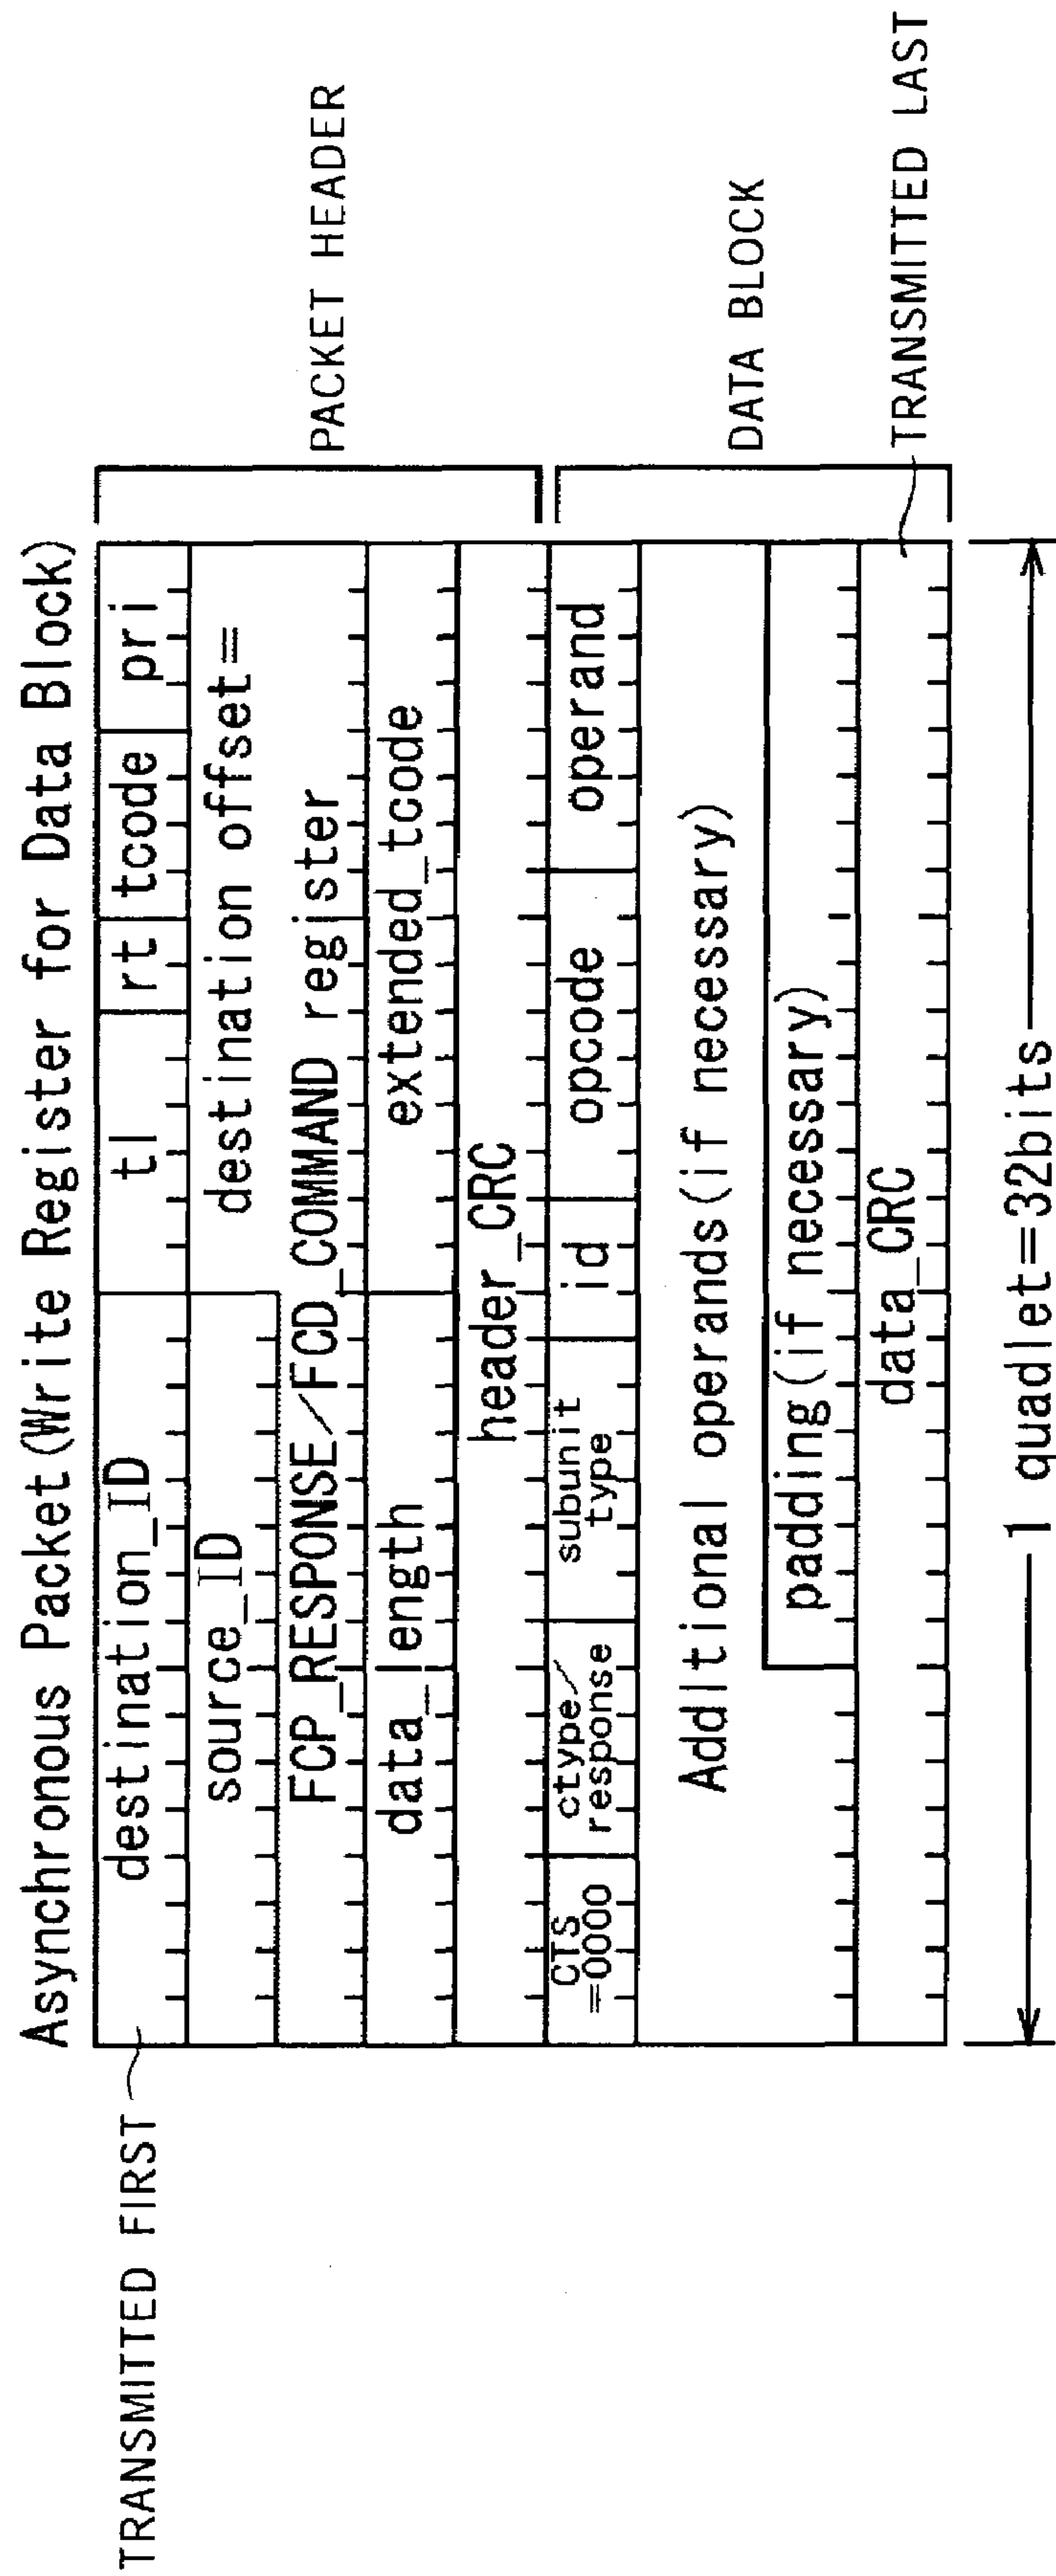 Asynchronous Packet(Write Register for Data Block)
TRANSMITTED FIRST
destination_ID tl rt tcode pri
source_ID destination offset=
FCP_RESPONSE/FCD_COMMAND register
data_length extended_tcode
header_CRC
PACKET HEADER
CTS
=0000
ctype/
response
subunit
type
id opcode operand
Additional operands(if necessary)
padding(if necessary)
data_CRC
DATA BLOCK
TRANSMITTED LAST
1 quadlet=32bits